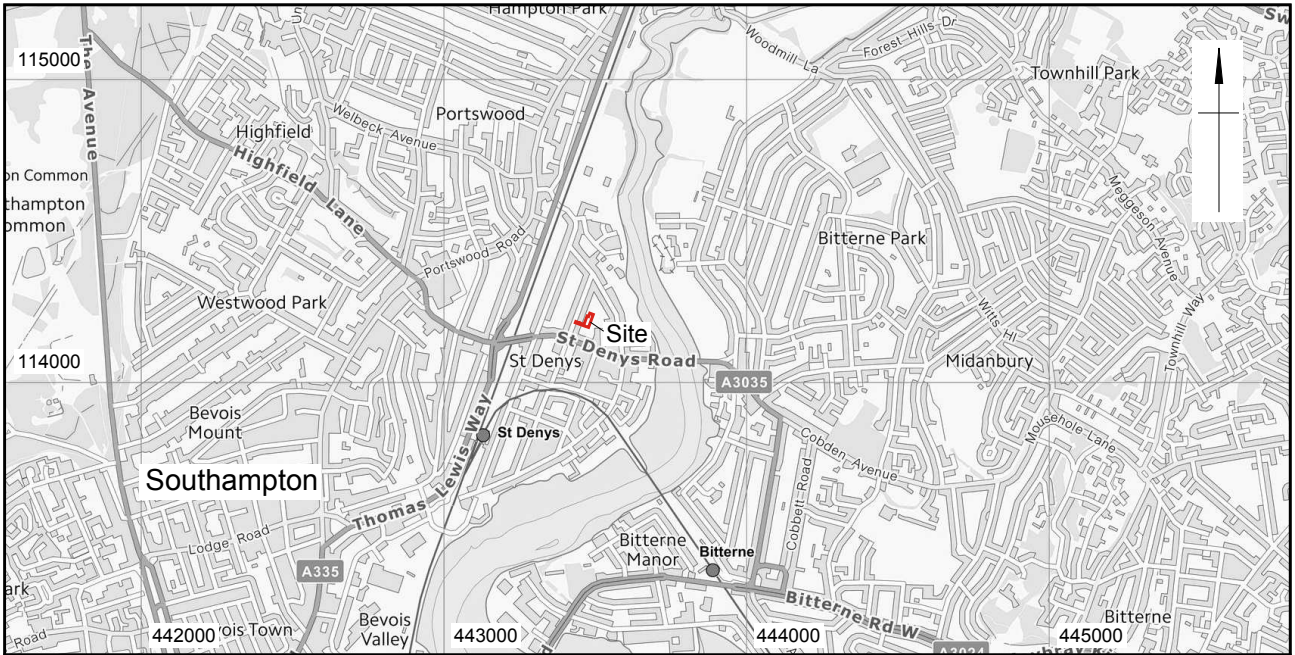 Hampton Park
115000
The Avenue
Woodmill La
Forest Hills Dr
Sw
Townhill Park
Portswood
Highfield
Welbeck Avenue
Highfield Lane
on Common
thampton
ommon
Meggeson Avenue
Portswood Road
Bitterne Park
Westwood Park
Witts Hl
Townhill Way
Site
St Denys Road
114000
St Denys
Midanbury
A3035
Bevois
Mount
St Denys
Mousehole Lane
Cobden Avenue
Southampton
Thomas Lewis Way
Cobbett Road
Lodge Road
Bitterne
Manor
Bitterne
A335
ark
Bitterne Rd W
Bevois
Valley
Road
442000
ois Town
443000
444000
445000
Bitterne
A3024